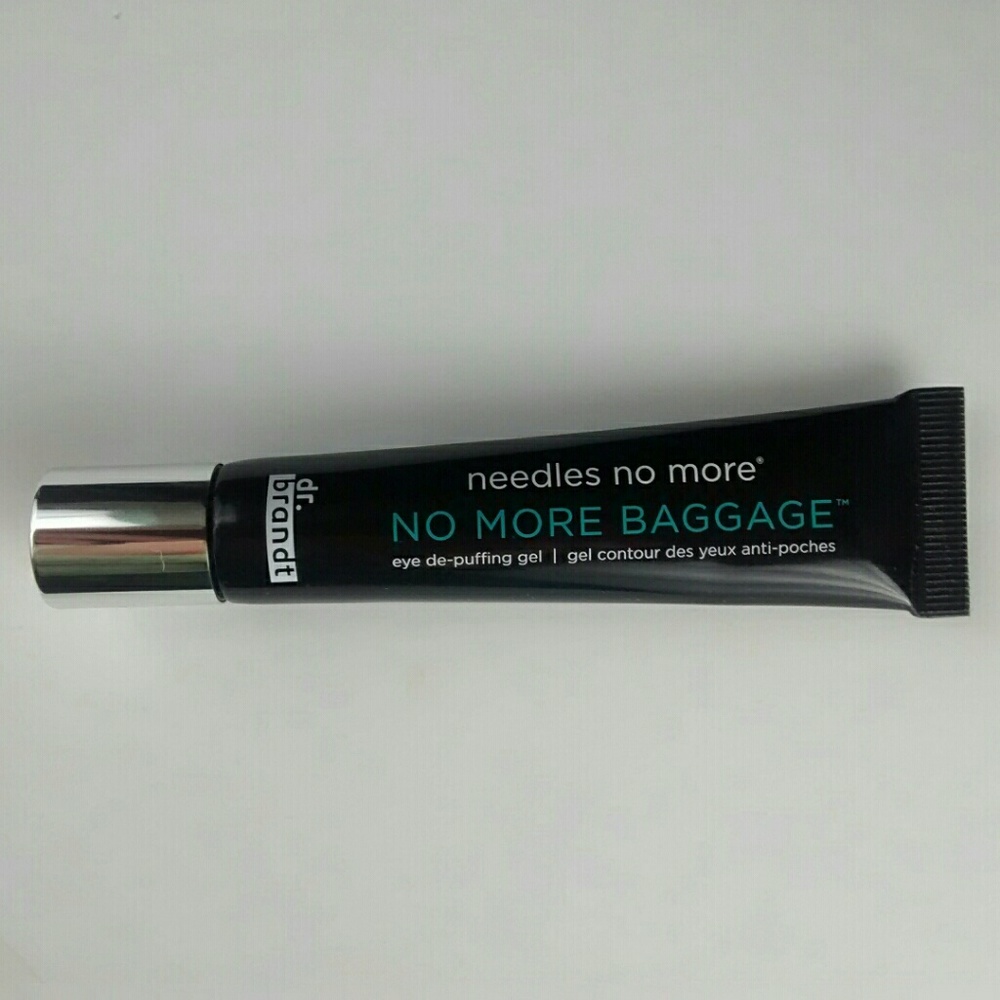 dr.
brandt
needles no more®
NO MORE BAGGAGE™
eye de-puffing gel | gel contour des yeux anti-poches